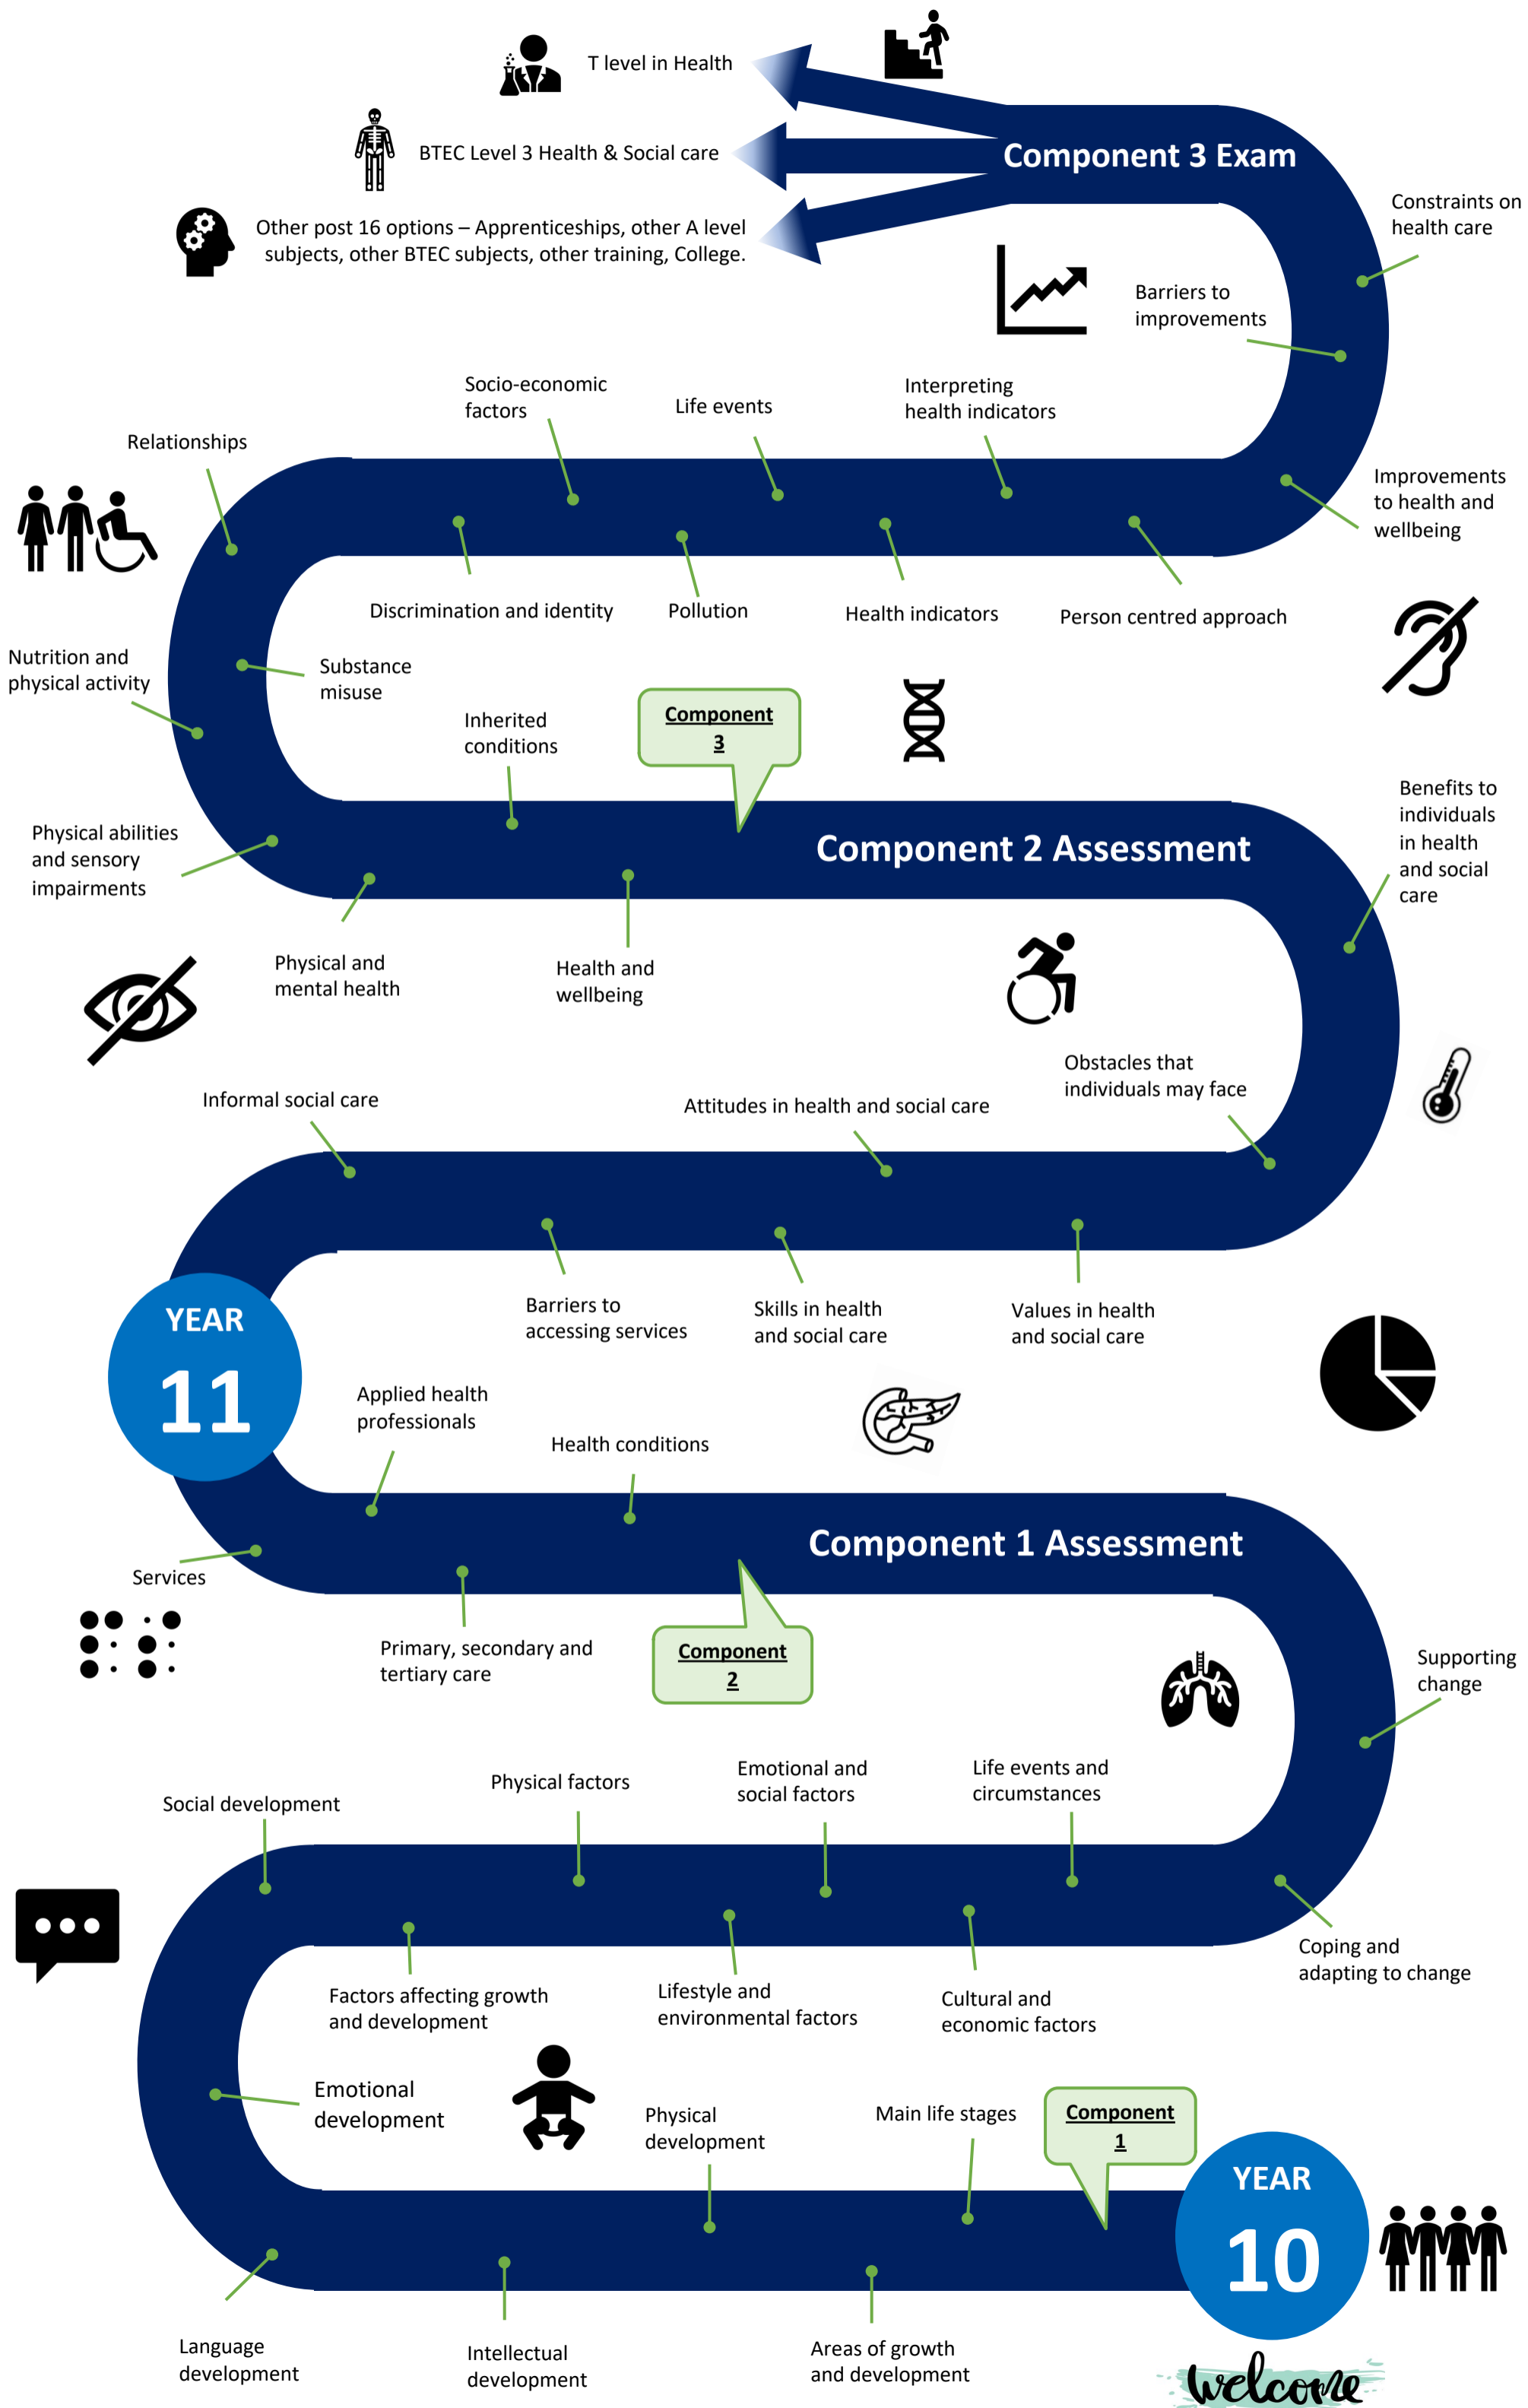 T level in Health
BTEC Level 3 Health & Social care
Component 3 Exam
Other post 16 options – Apprenticeships, other A level
subjects, other BTEC subjects, other training, College.
Constraints on
health care
Barriers to
improvements
Socio-economic
factors
Life events
Interpreting
health indicators
Relationships
Improvements
to health and
wellbeing
Discrimination and identity
Pollution
Health indicators
Person centred approach
Nutrition and
physical activity
Substance
misuse
Inherited
conditions
Component
3
Physical abilities
and sensory
impairments
Component 2 Assessment
Benefits to
individuals
in health
and social
care
Physical and
mental health
Health and
wellbeing
Informal social care
Attitudes in health and social care
Obstacles that
individuals may face
Barriers to
accessing services
Skills in health
and social care
Values in health
and social care
YEAR
11
Applied health
professionals
Health conditions
Component 1 Assessment
Services
Primary, secondary and
tertiary care
Component
2
Supporting
change
Social development
Physical factors
Emotional and
social factors
Life events and
circumstances
Factors affecting growth
and development
Lifestyle and
environmental factors
Cultural and
economic factors
Coping and
adapting to change
Emotional
development
Physical
development
Main life stages
Component
1
YEAR
10
Language
development
Intellectual
development
Areas of growth
and development
welcome